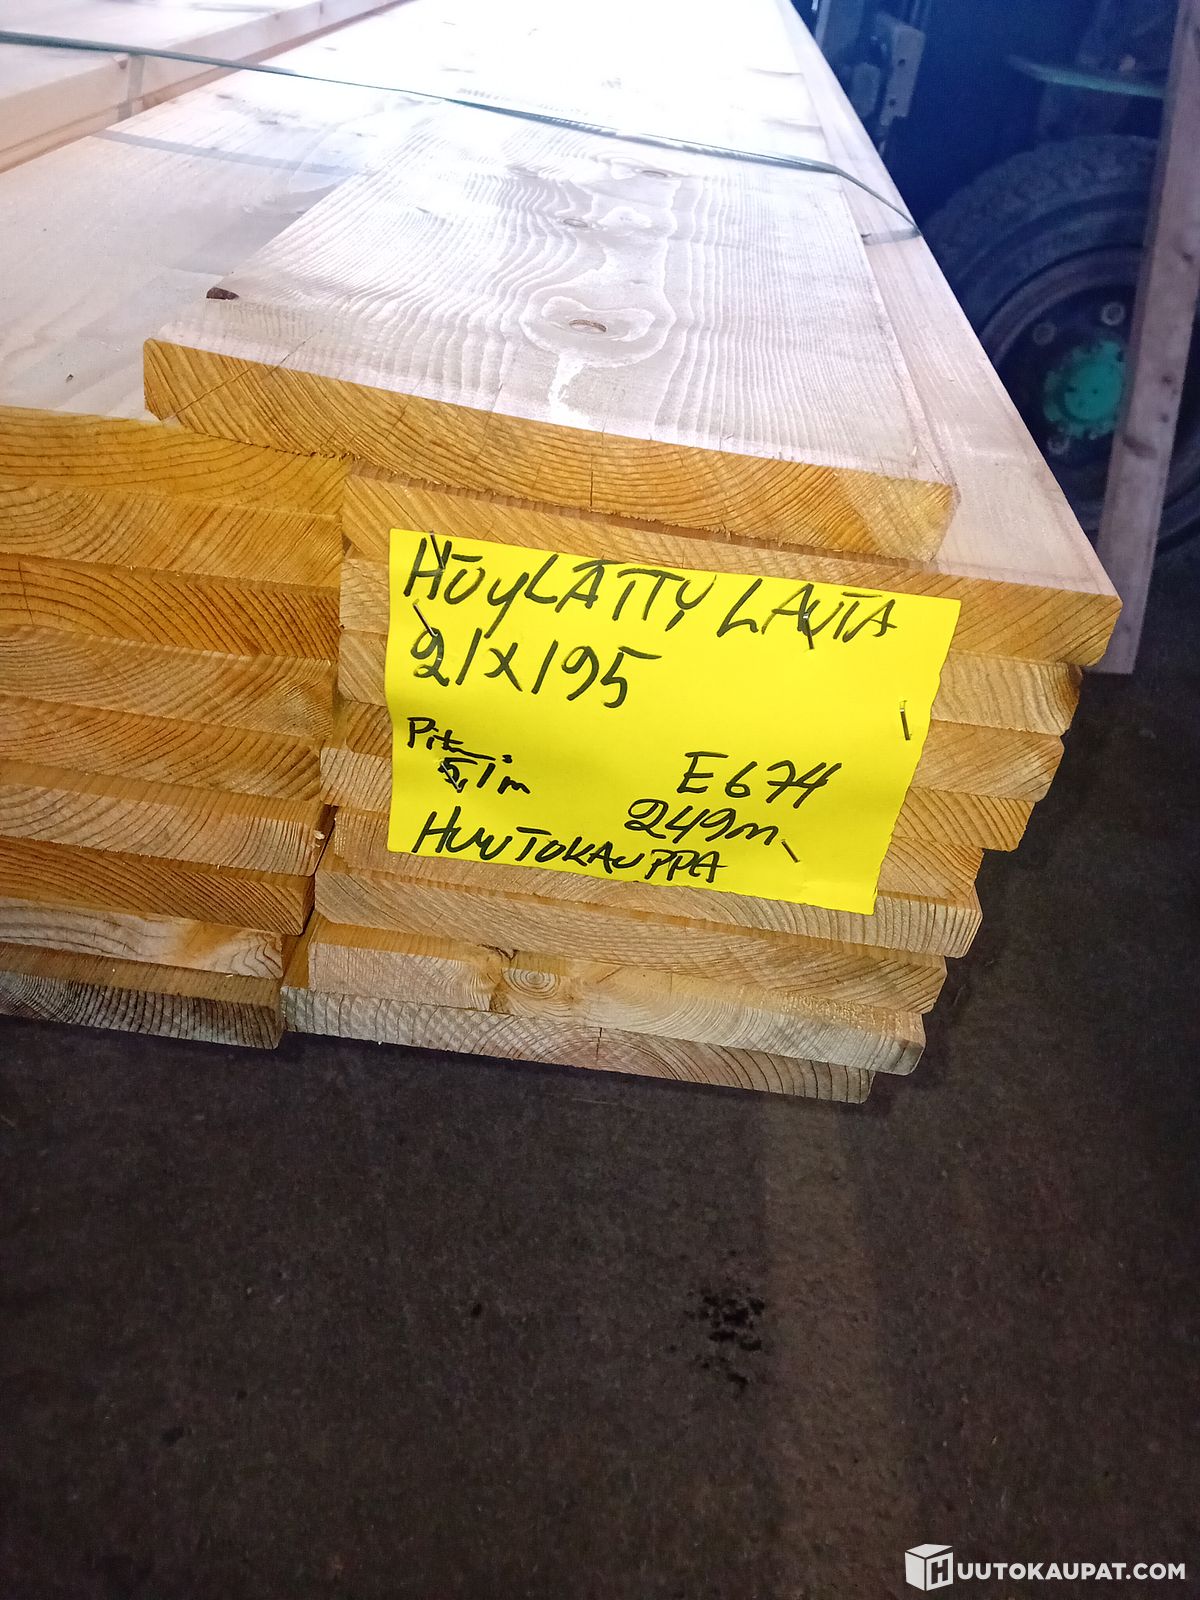 HÖYLÄTTY LAUTA
21X195
Pit.
5,1m
E674
249m
HUUTOKAUPPA
HUUTOKAUPAT.COM